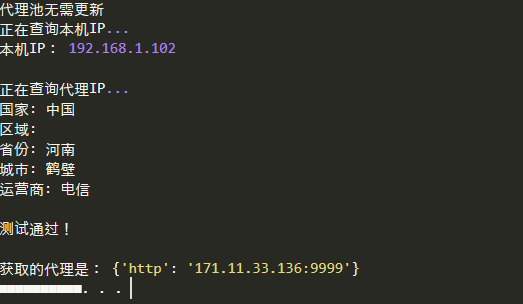 代理池无需更新
正在查询本机IP...
本机IP： 192.168.1.102
正在查询代理IP...
国家: 中国
区域:
省份: 河南
城市: 鹤壁
运营商: 电信
测试通过！
获取的代理是： {'http': '171.11.33.136:9999'}